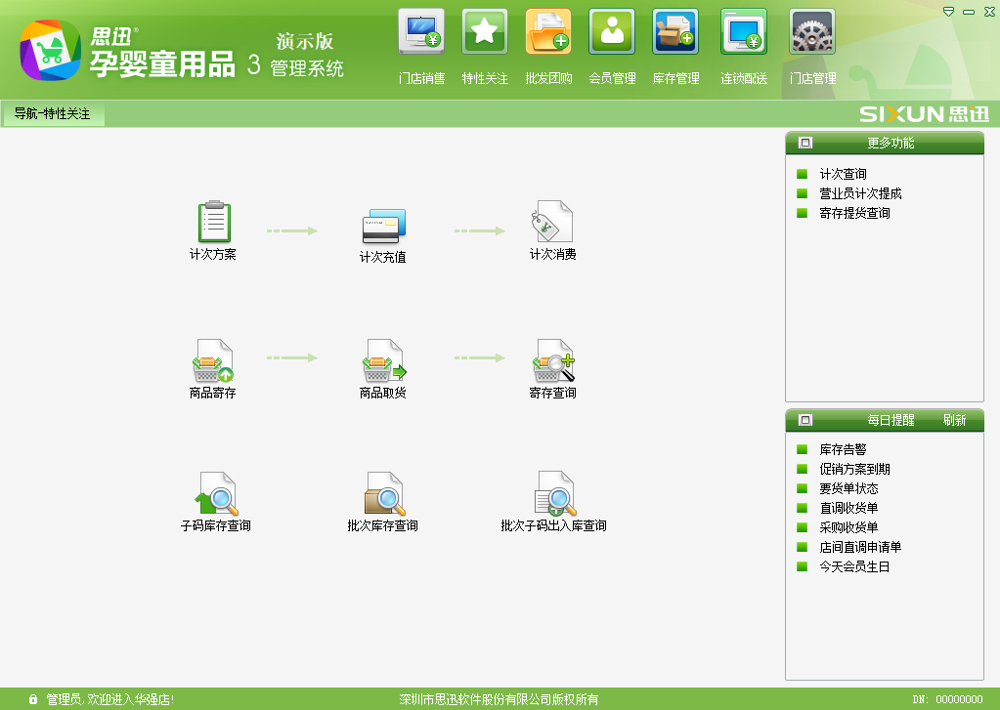 思迅®
孕婴童用品 3
演示版
管理系统
门店销售 特性关注 批发团购 会员管理 库存管理 连锁配送 门店管理
导航-特性关注
SIXUN思迅
计次方案 计次充值 计次消费
商品寄存 商品取货 寄存查询
子码库存查询 批次库存查询 批次子码出入库查询
更多功能
计次查询
营业员计次提成
寄存提货查询
每日提醒 刷新
库存告警
促销方案到期
要货单状态
直调收货单
采购收货单
店间直调申请单
今天会员生日
管理员,欢迎进入华强店! 深圳市思迅软件股份有限公司版权所有 DN: 00000000